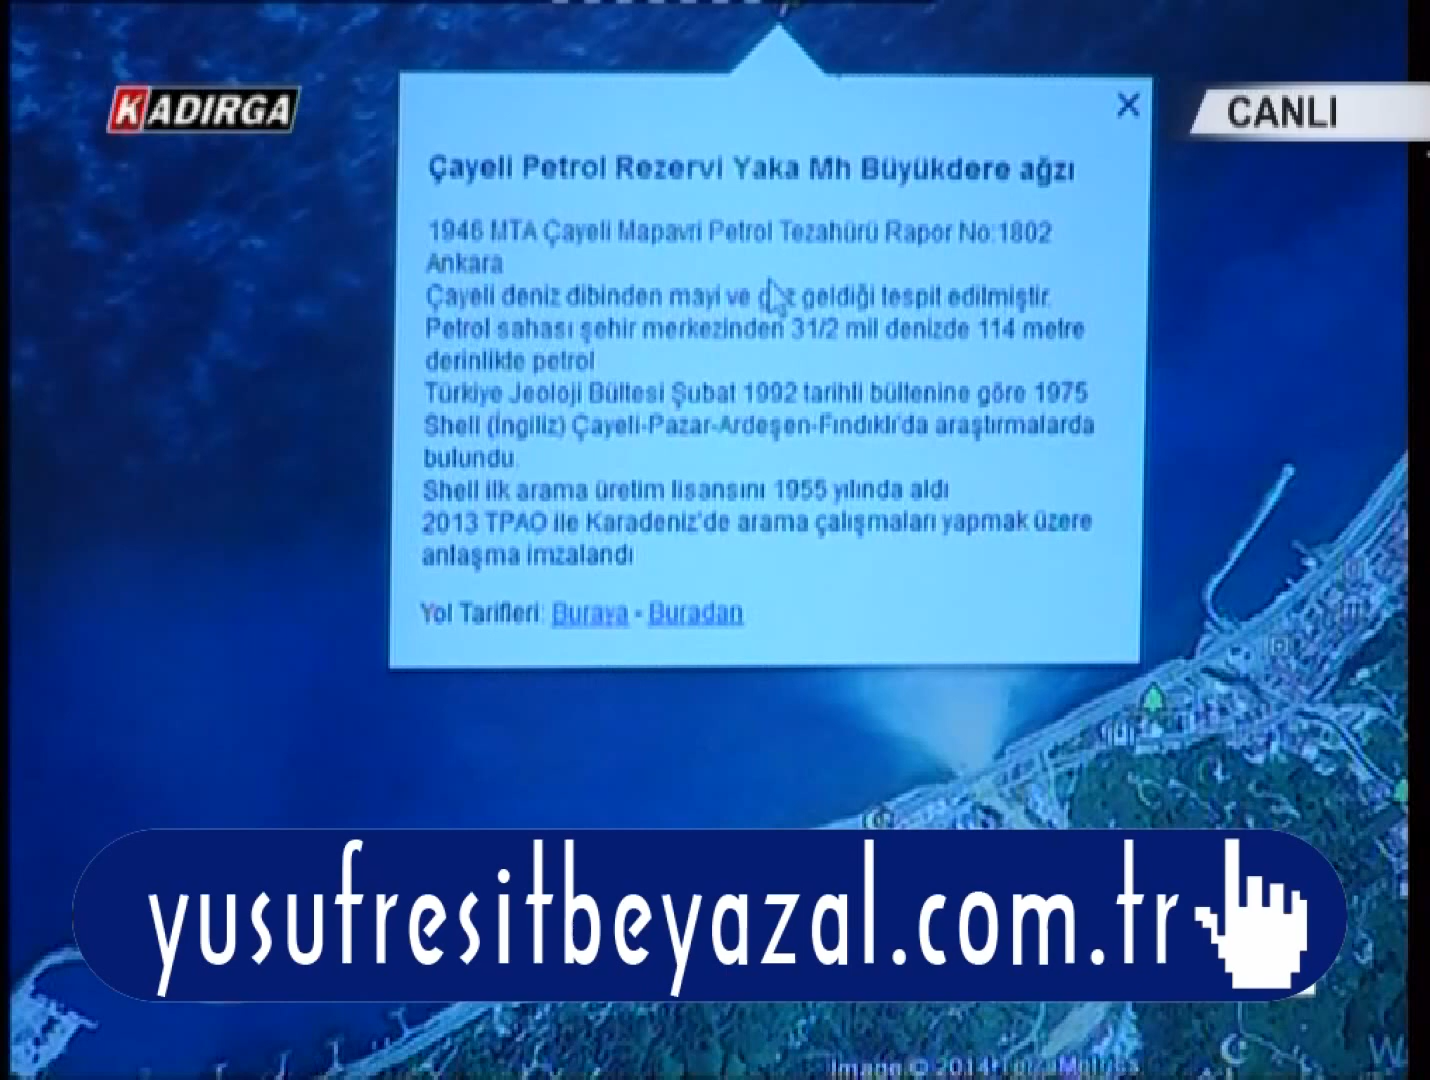 KADIRGA
CANLI
Çayeli Petrol Rezervi Yaka Mh Büyükdere ağzı
1946 MTA Çayeli Mapavri Petrol Tezahürü Rapor No:1802
Ankara
Çayeli deniz dibinden mayi ve geldiği tespit edilmiştir.
Petrol sahası şehir merkezinden 31/2 mil denizde 114 metre
derinlikte petrol
Türkiye Jeoloji Bültesi Şubat 1992 tarihli bültenine göre 1975
Shell (İngiliz) Çayeli-Pazar-Ardeşen-Fındıklı'da araştırmalarda
bulundu.
Shell ilk arama üretim lisansını 1955 yılında aldı
2013 TPAO ile Karadeniz'de arama çalışmaları yapmak üzere
anlaşma imzalandı
Yol Tarifleri: Buraya - Buradan
yusufresitbeyazal.com.tr
Image © 2014